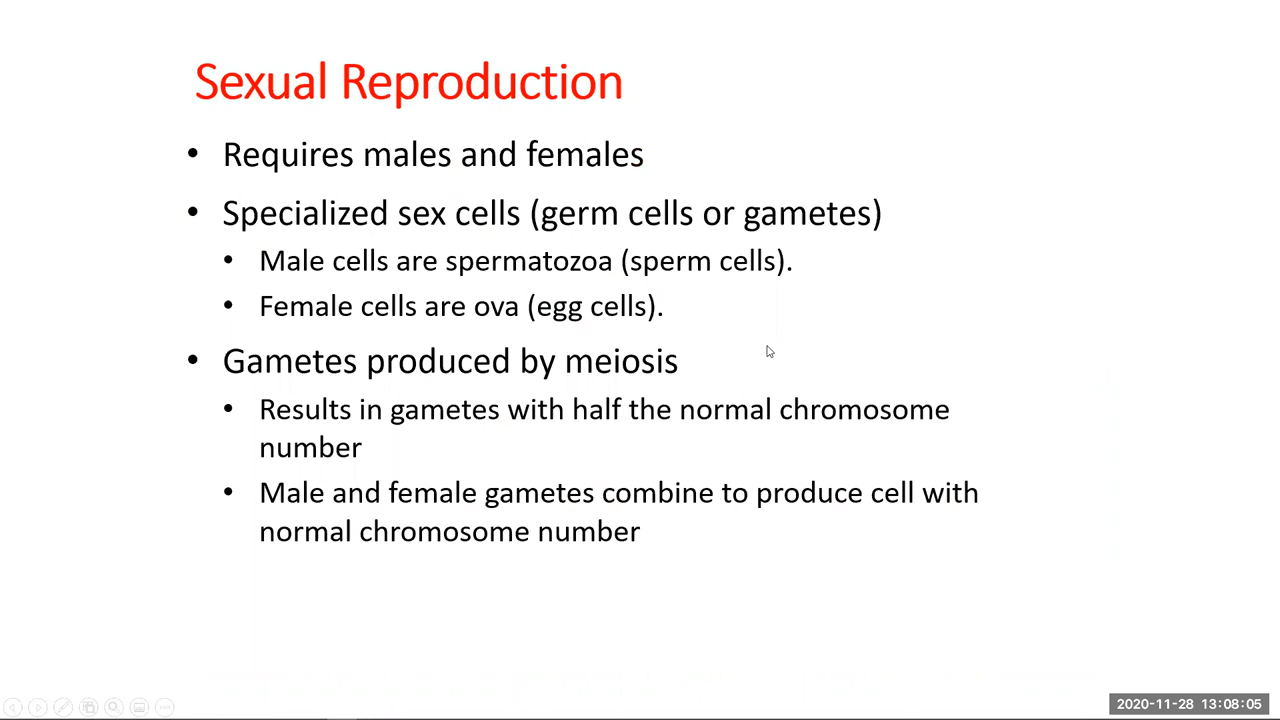 Sexual Reproduction
• Requires males and females
• Specialized sex cells (germ cells or gametes)
• Male cells are spermatozoa (sperm cells).
• Female cells are ova (egg cells).
• Gametes produced by meiosis
• Results in gametes with half the normal chromosome
number
• Male and female gametes combine to produce cell with
normal chromosome number
2020-11-28 13:08:05